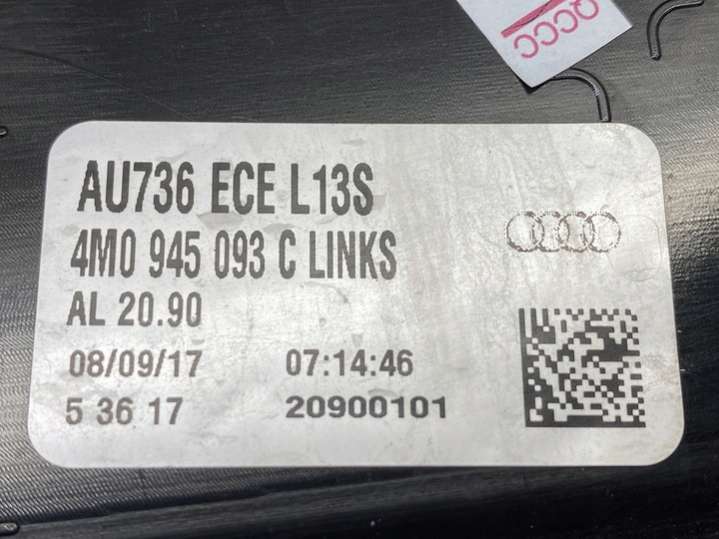 QCCC
AU736 ECE L13S
4M0 945 093 C LINKS
AL 20.90
08/09/17 07:14:46
5 36 17 20900101